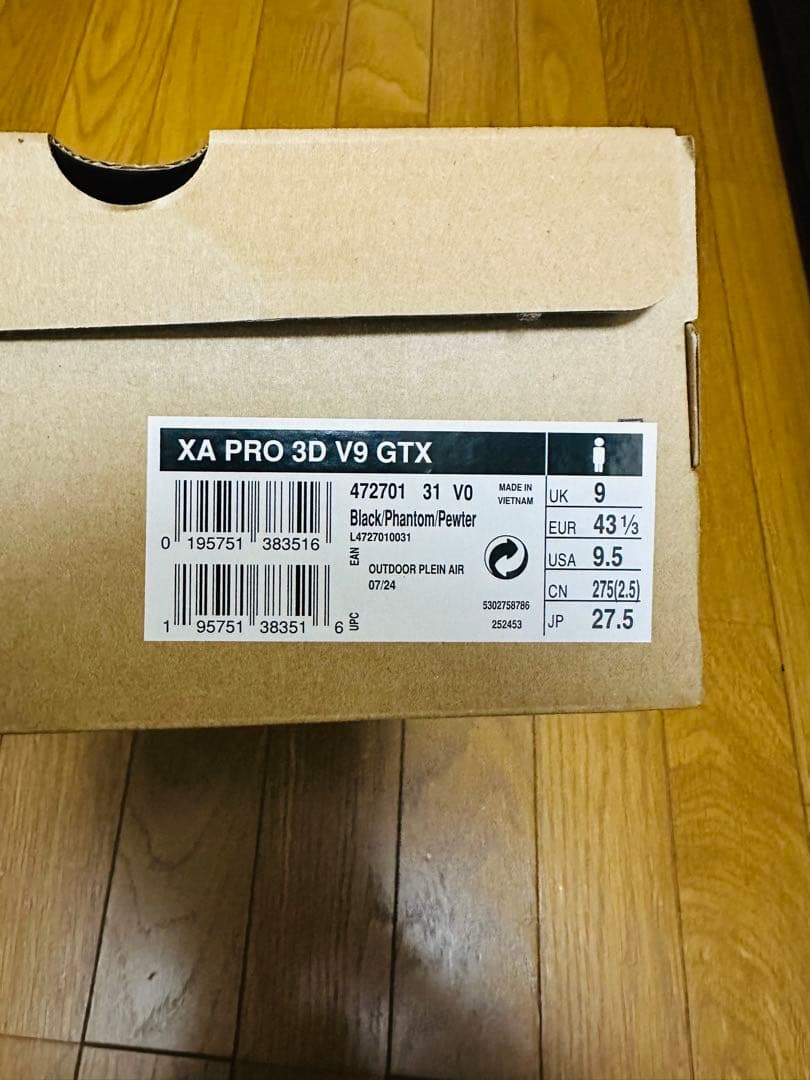 XA PRO 3D V9 GTX
472701 31 V0
MADE IN
VIETNAM
Black/Phantom/Pewter
L4727010031
0 195751 383516
EAN
OUTDOOR PLEIN AIR
07/24
5302758786
252453
1 95751 38351 6
UPC
UK 9
EUR 43 1/3
USA 9.5
CN 275(2.5)
JP 27.5